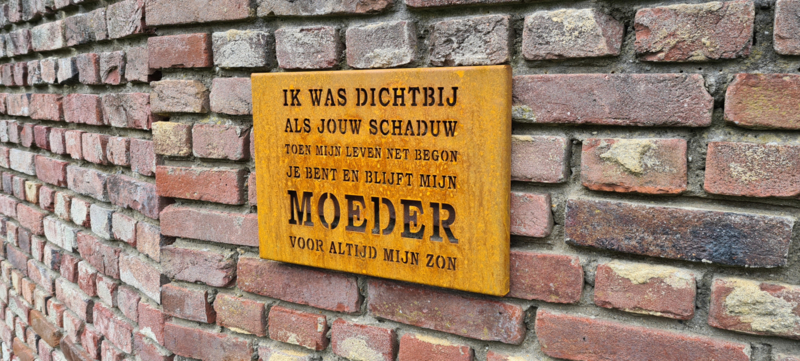 IK WAS DICHTBIJ
ALS JOUW SCHADUW
TOEN MIJN LEVEN NET BEGON
JE BENT EN BLIJFT MIJN
MOEDER
VOOR ALTIJD MIJN ZON